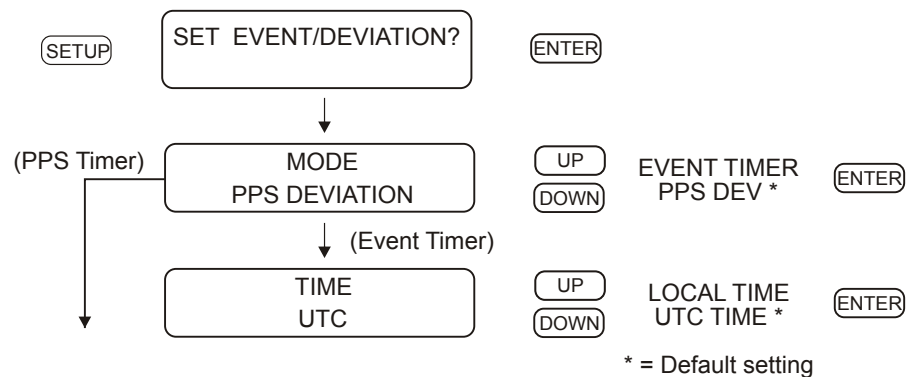 SETUP
SET EVENT/DEVIATION?
ENTER
(PPS Timer)
MODE
PPS DEVIATION
UP
DOWN
EVENT TIMER
PPS DEV *
ENTER
(Event Timer)
TIME
UTC
UP
DOWN
LOCAL TIME
UTC TIME *
ENTER
* = Default setting